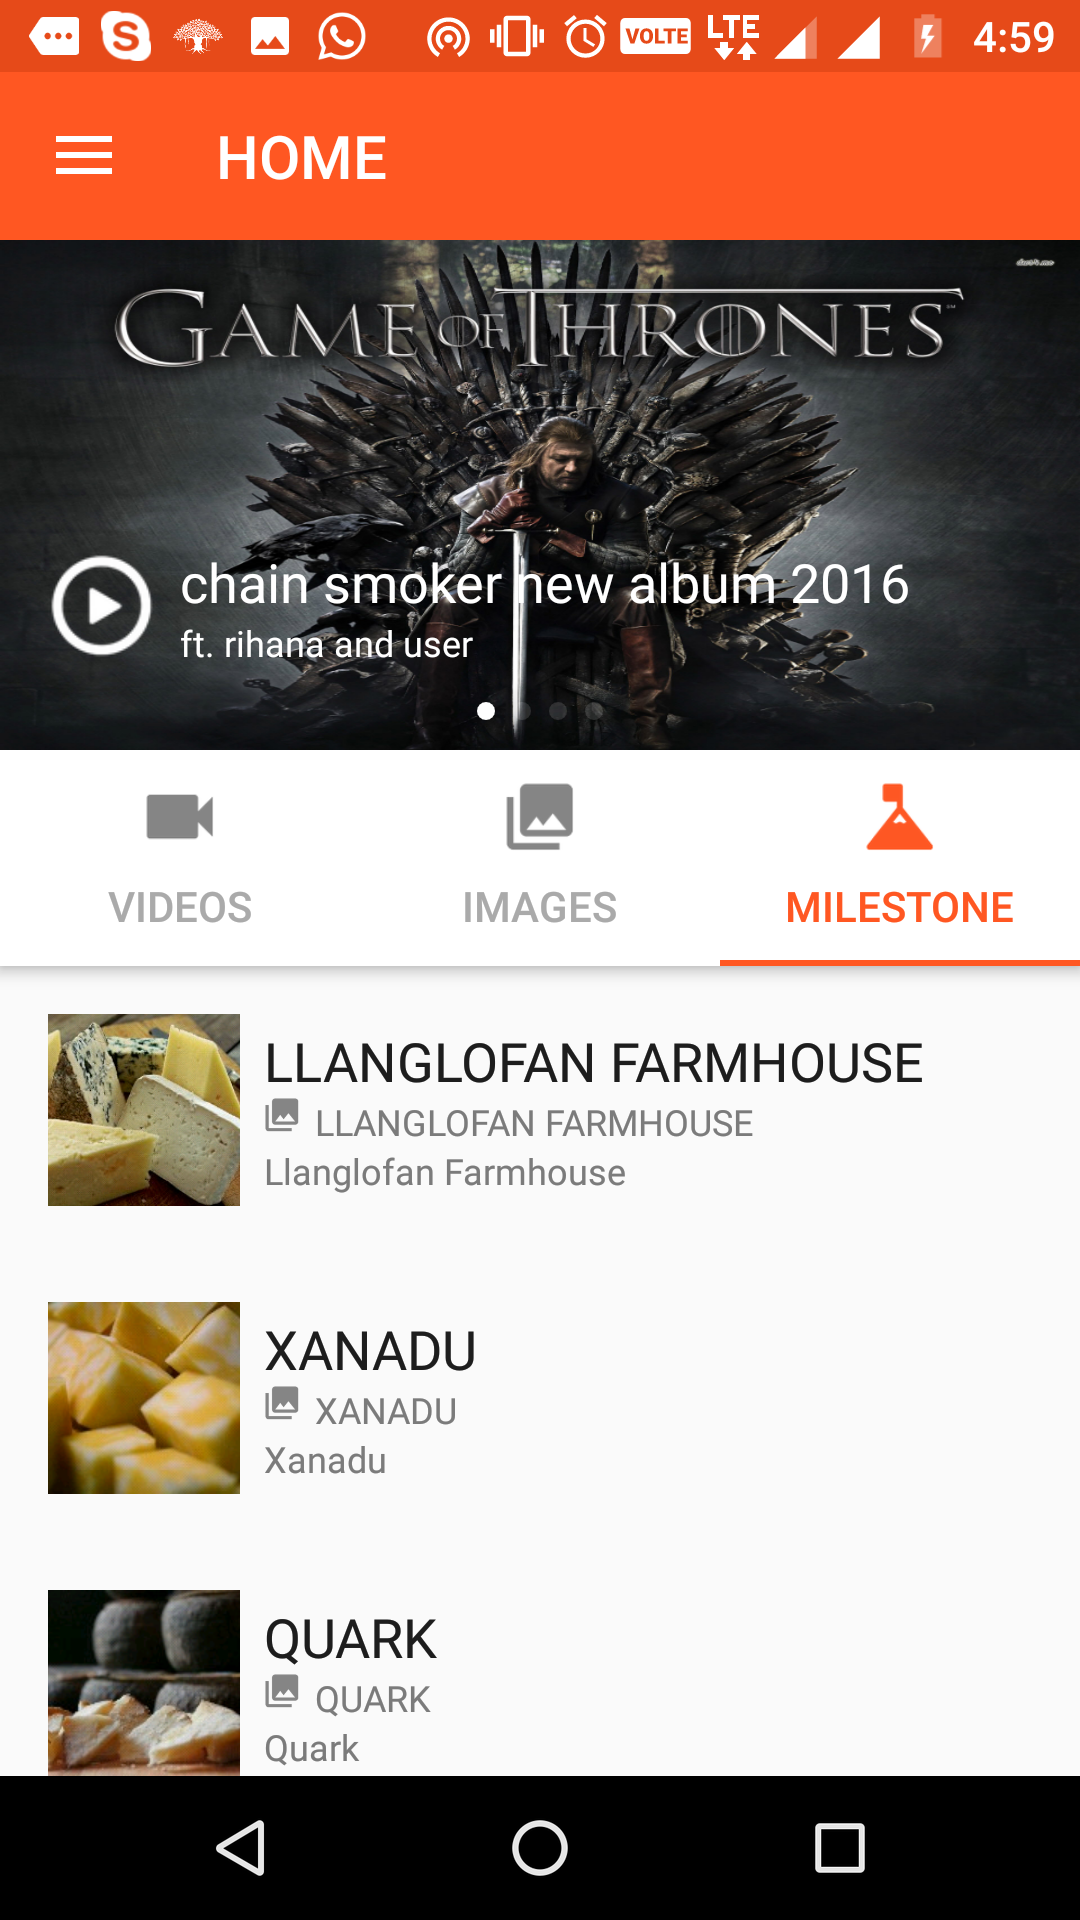 VOLTE LTE 4:59
HOME
GAME OF THRONES
chain smoker new album 2016
ft. rihana and user
VIDEOS IMAGES MILESTONE
LLANGLOFAN FARMHOUSE
LLANGLOFAN FARMHOUSE
Llanglofan Farmhouse
XANADU
XANADU
Xanadu
QUARK
QUARK
Quark